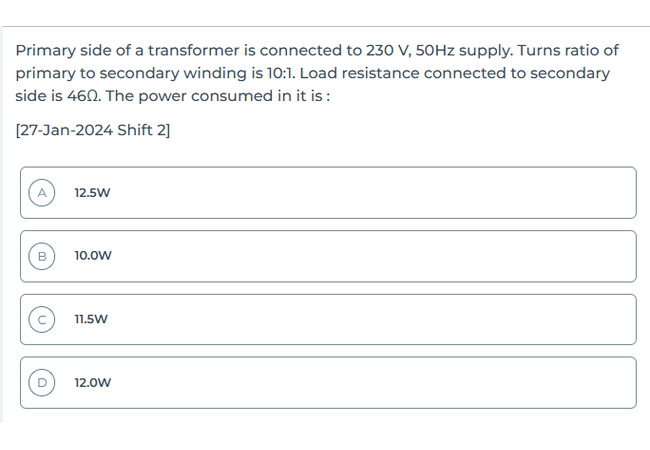 Primary side of a transformer is connected to 230 V, 50Hz supply. Turns ratio of
primary to secondary winding is 10:1. Load resistance connected to secondary
side is 46Ω. The power consumed in it is :
[27-Jan-2024 Shift 2]
A 12.5W
B 10.0W
C 11.5W
D 12.0W